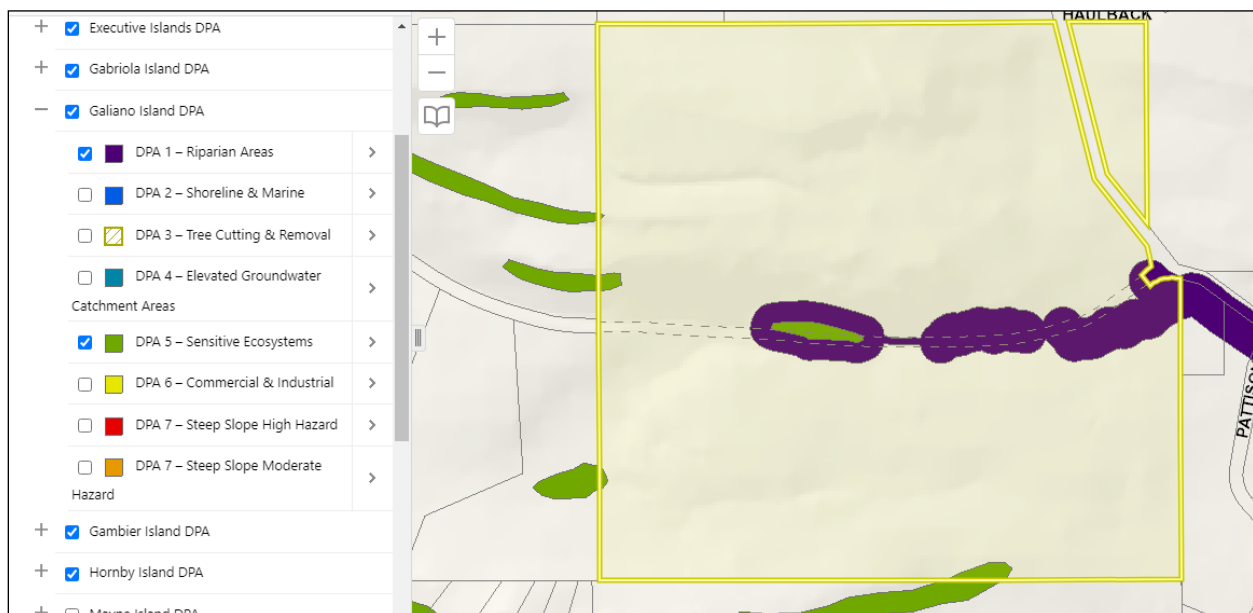 Executive Islands DPA
Gabriola Island DPA
Galiano Island DPA
DPA 1 – Riparian Areas
DPA 2 – Shoreline & Marine
DPA 3 – Tree Cutting & Removal
DPA 4 – Elevated Groundwater
Catchment Areas
DPA 5 – Sensitive Ecosystems
DPA 6 – Commercial & Industrial
DPA 7 – Steep Slope High Hazard
DPA 7 – Steep Slope Moderate
Hazard
Gambier Island DPA
Hornby Island DPA
HAULBACK